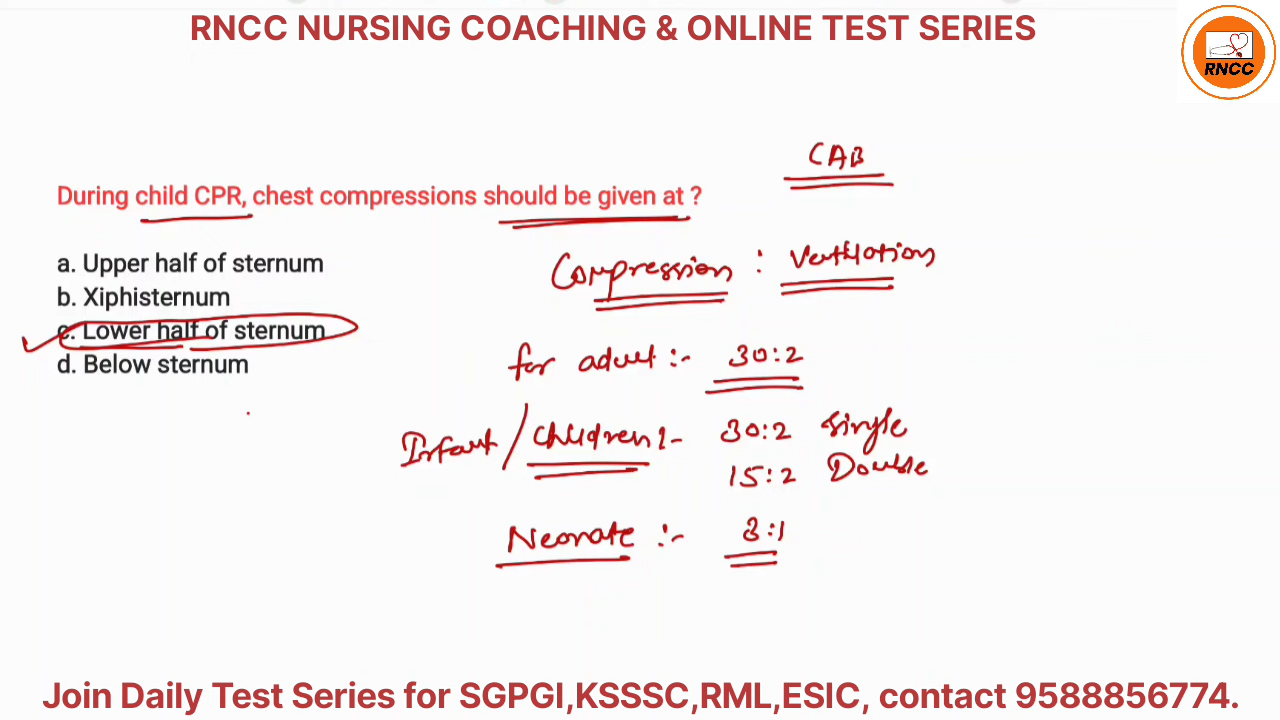 RNCC NURSING COACHING & ONLINE TEST SERIES
RNCC
CAB
During child CPR, chest compressions should be given at ?
Compression : Ventilation
a. Upper half of sternum
b. Xiphisternum
c. Lower half of sternum
d. Below sternum
for adult :- 30:2
Infant / Children :- 30:2 Single
15:2 Double
Neonate :- 3:1
Join Daily Test Series for SGPGI,KSSSC,RML,ESIC, contact 9588856774.